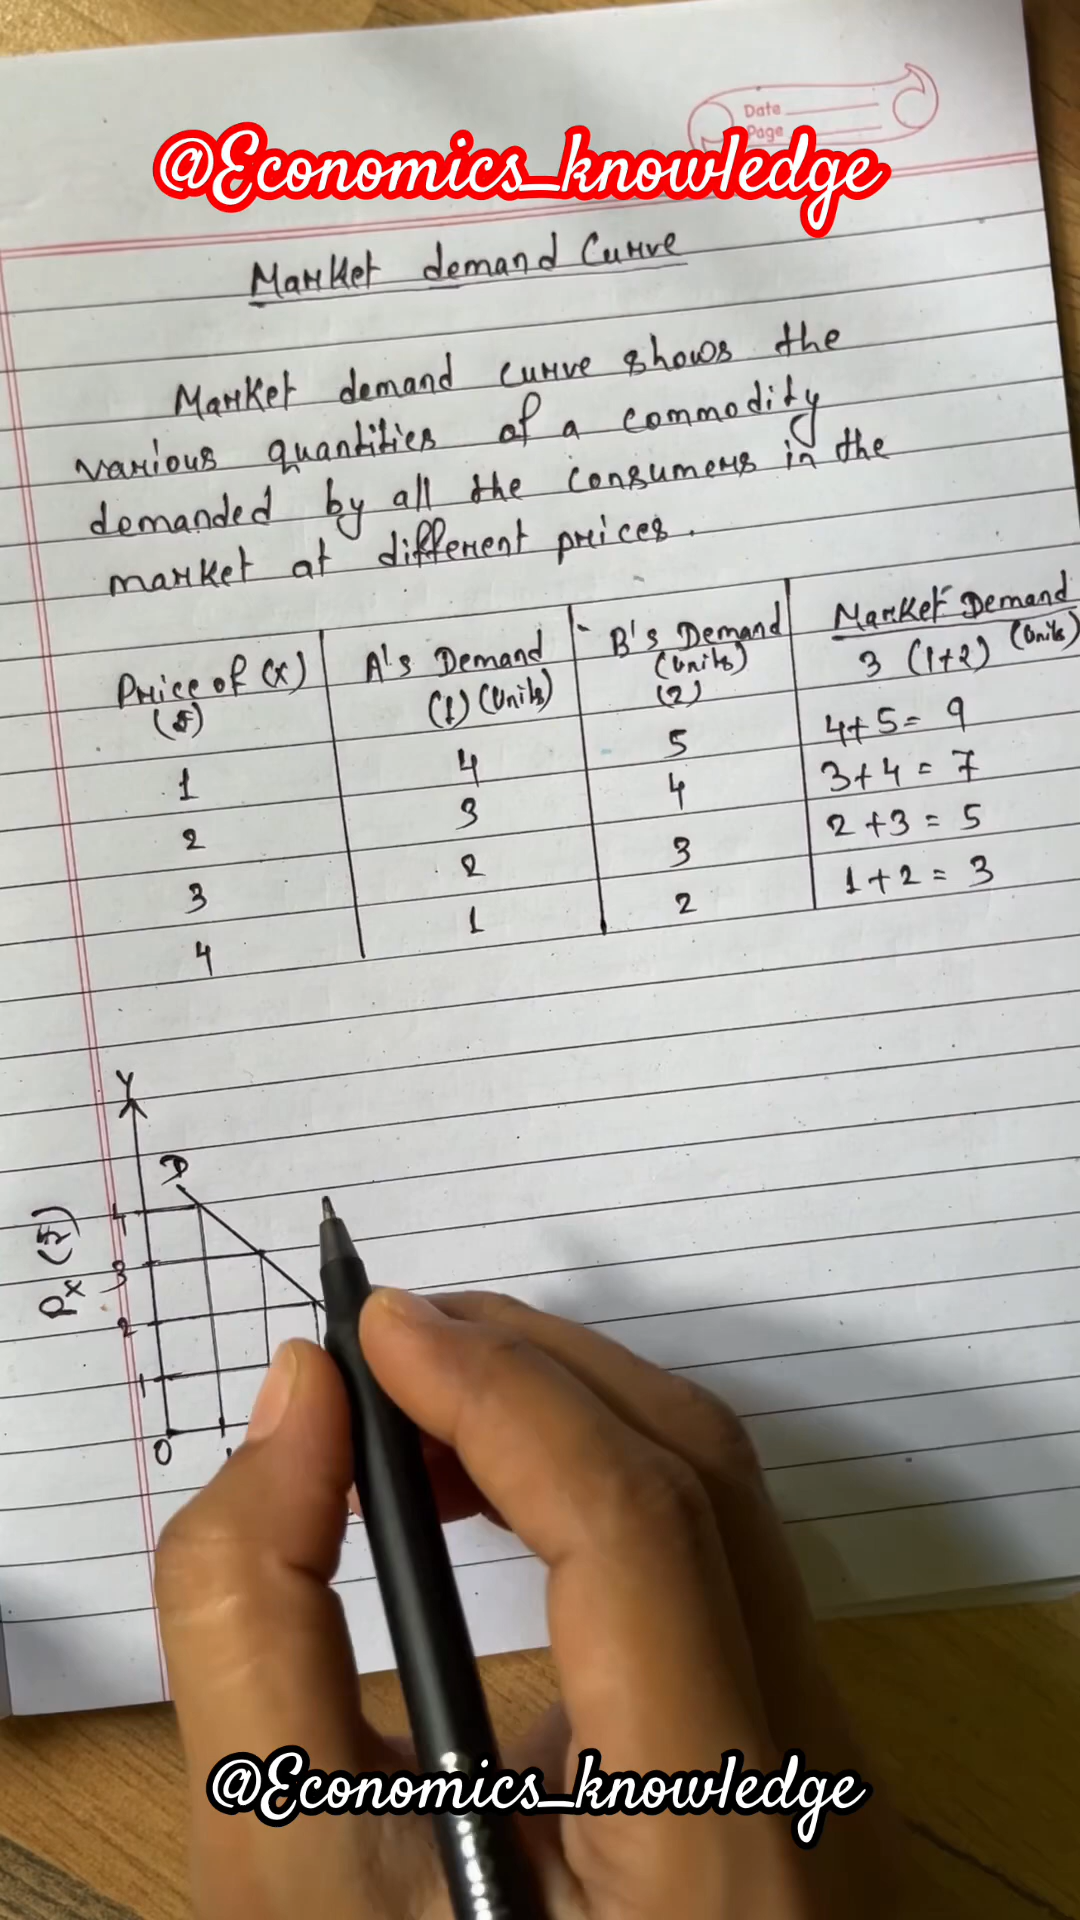 Date
Page
@Economics_knowledge
Market demand Curve
Market demand curve shows the
various quantities of a commodity
demanded by all the consumers in the
market at different prices.
Price of (x) (₹) A's Demand (1) (Units) B's Demand (Units) (2) Market Demand 3 (1+2) (Units)
1 4 5 4+5= 9
2 3 4 3+4 = 7
3 2 3 2+3 = 5
4 1 2 1+2 = 3
Y
D
4
3
Px (₹)
2
1
O
@Economics_knowledge